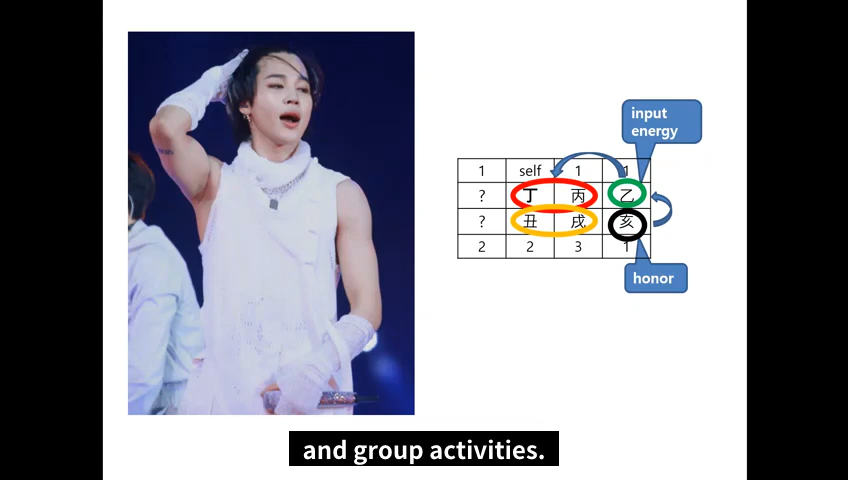 input
energy
1 self 1 1
? 丁 丙 乙
? 丑 戌 亥
2 2 3 1
honor
and group activities.